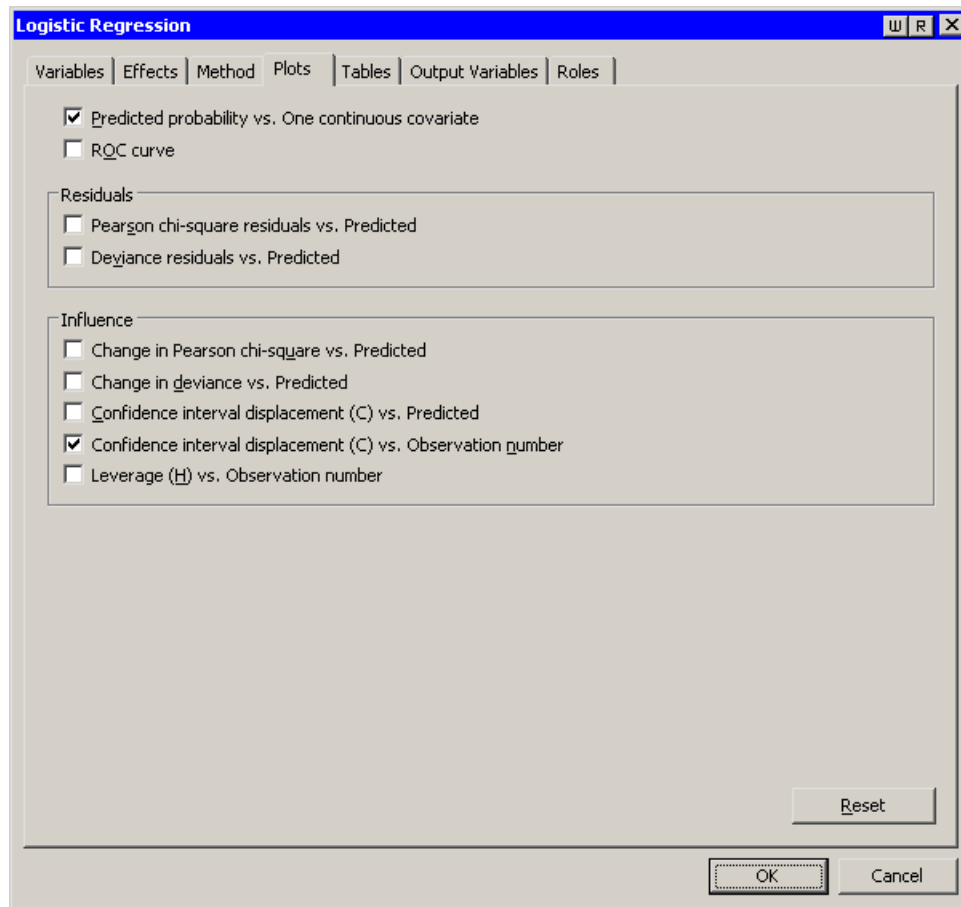 Logistic Regression W R X
Variables Effects Method Plots Tables Output Variables Roles
Predicted probability vs. One continuous covariate
ROC curve
Residuals
Pearson chi-square residuals vs. Predicted
Deviance residuals vs. Predicted
Influence
Change in Pearson chi-square vs. Predicted
Change in deviance vs. Predicted
Confidence interval displacement (C) vs. Predicted
Confidence interval displacement (C) vs. Observation number
Leverage (H) vs. Observation number
Reset
OK Cancel